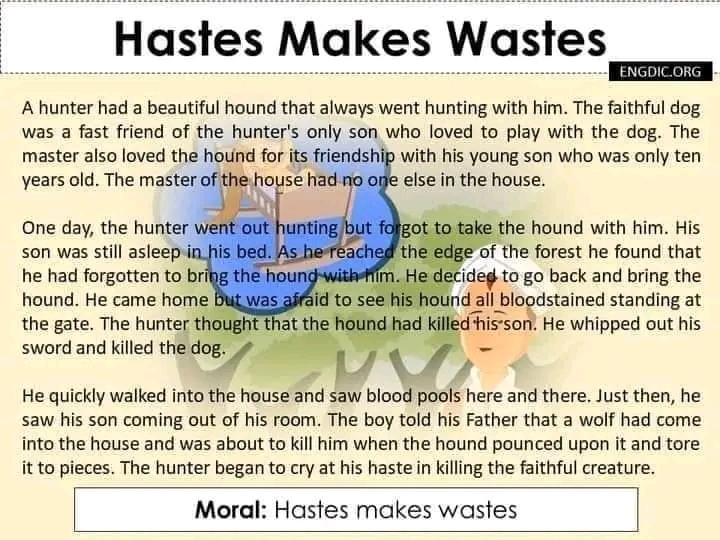 Hastes Makes Wastes
ENGDIC.ORG
A hunter had a beautiful hound that always went hunting with him. The faithful dog
was a fast friend of the hunter's only son who loved to play with the dog. The
master also loved the hound for its friendship with his young son who was only ten
years old. The master of the house had no one else in the house.
One day, the hunter went out hunting but forgot to take the hound with him. His
son was still asleep in his bed. As he reached the edge of the forest he found that
he had forgotten to bring the hound with him. He decided to go back and bring the
hound. He came home but was afraid to see his hound all bloodstained standing at
the gate. The hunter thought that the hound had killed his son. He whipped out his
sword and killed the dog.
He quickly walked into the house and saw blood pools here and there. Just then, he
saw his son coming out of his room. The boy told his Father that a wolf had come
into the house and was about to kill him when the hound pounced upon it and tore
it to pieces. The hunter began to cry at his haste in killing the faithful creature.
Moral: Hastes makes wastes